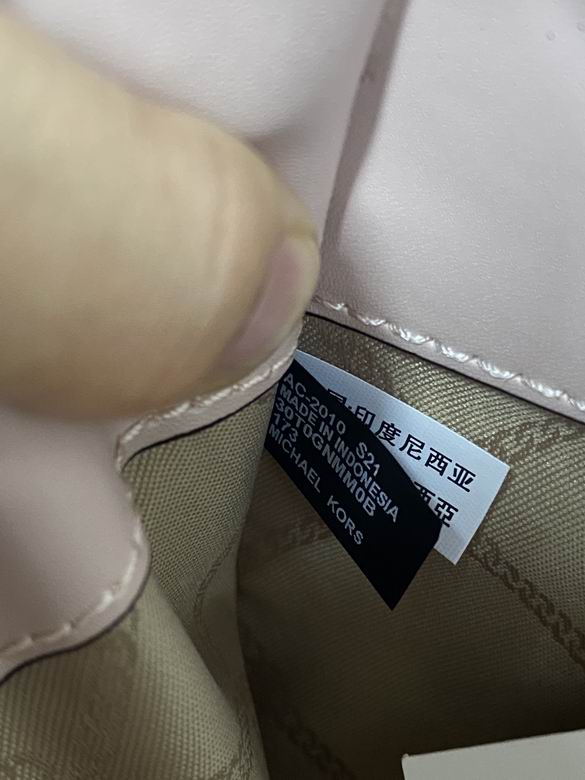 AC-2010 S21
MADE IN INDONESIA
30T0GNMM0B
173
MICHAEL KORS
印度尼西亚
西亞